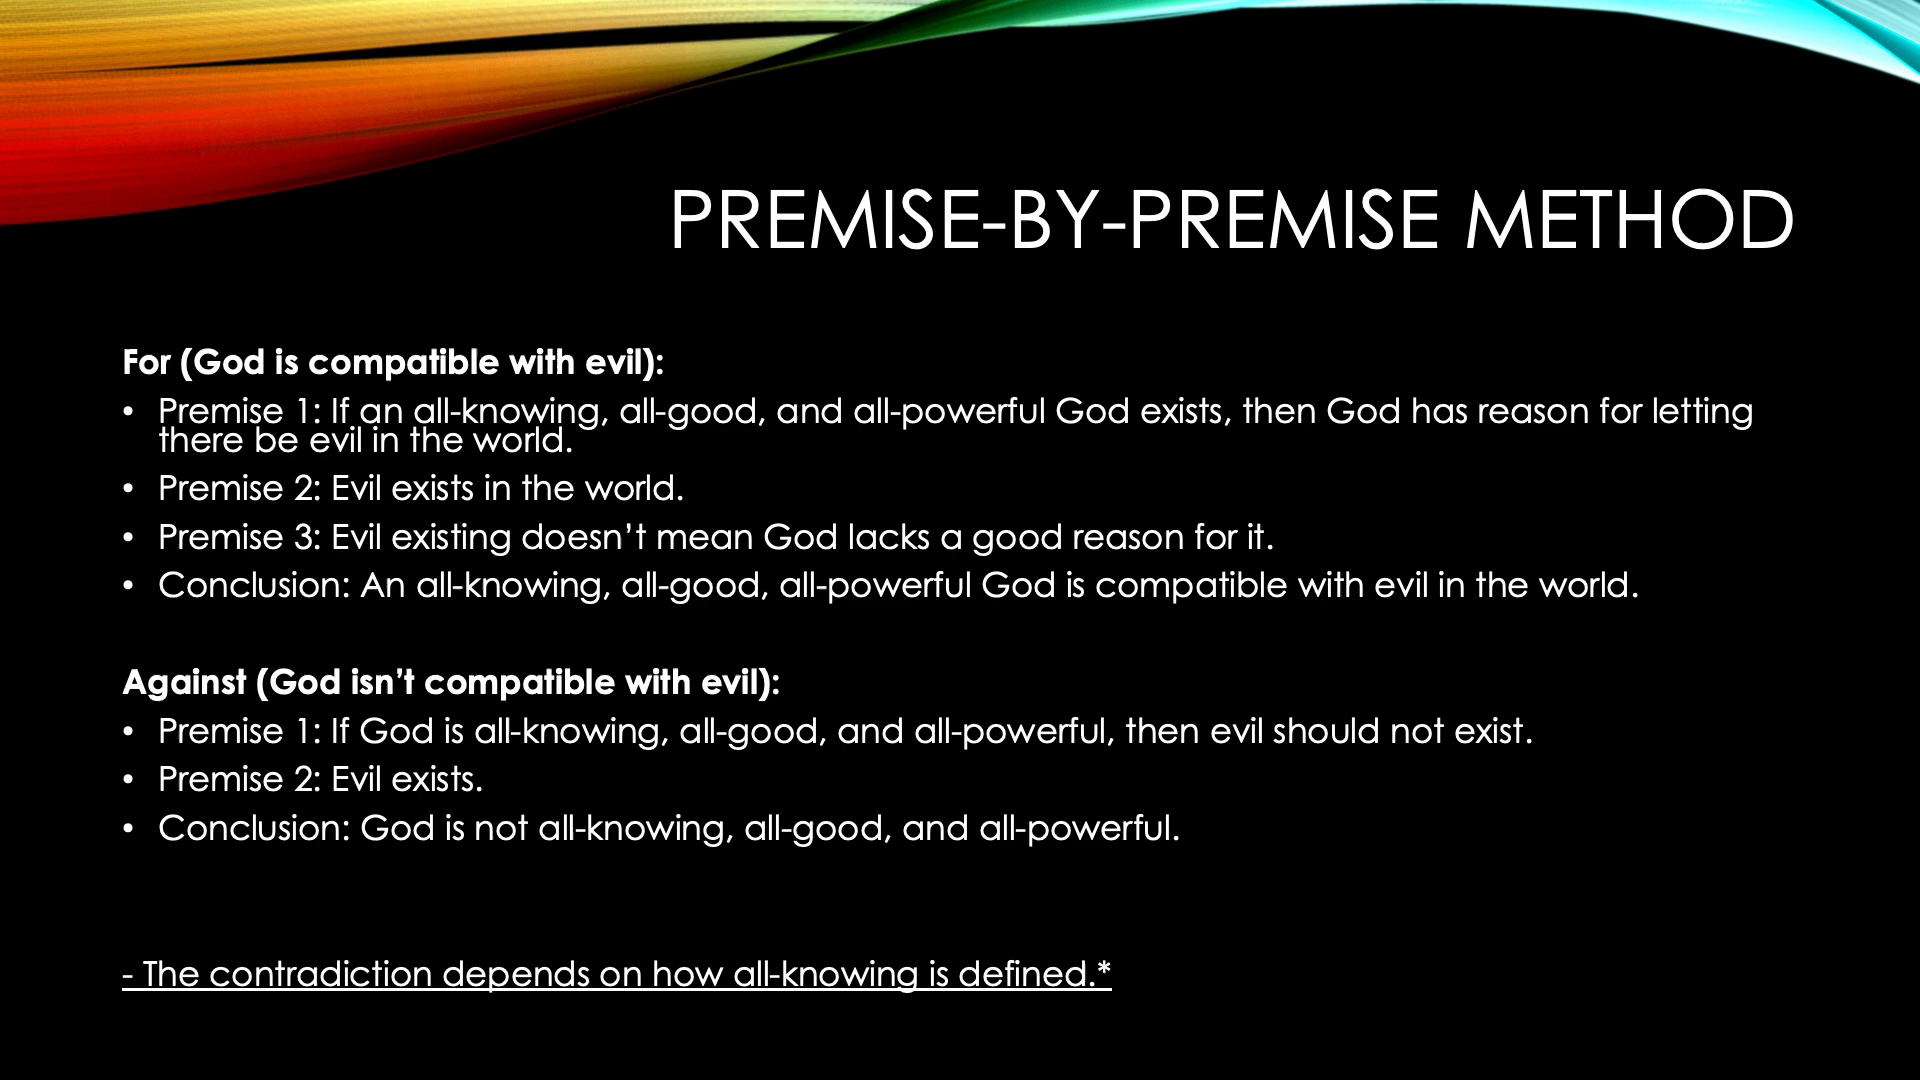 PREMISE-BY-PREMISE METHOD
For (God is compatible with evil):
• Premise 1: If an all-knowing, all-good, and all-powerful God exists, then God has reason for letting
there be evil in the world.
• Premise 2: Evil exists in the world.
• Premise 3: Evil existing doesn’t mean God lacks a good reason for it.
• Conclusion: An all-knowing, all-good, all-powerful God is compatible with evil in the world.
Against (God isn’t compatible with evil):
• Premise 1: If God is all-knowing, all-good, and all-powerful, then evil should not exist.
• Premise 2: Evil exists.
• Conclusion: God is not all-knowing, all-good, and all-powerful.
- The contradiction depends on how all-knowing is defined.*